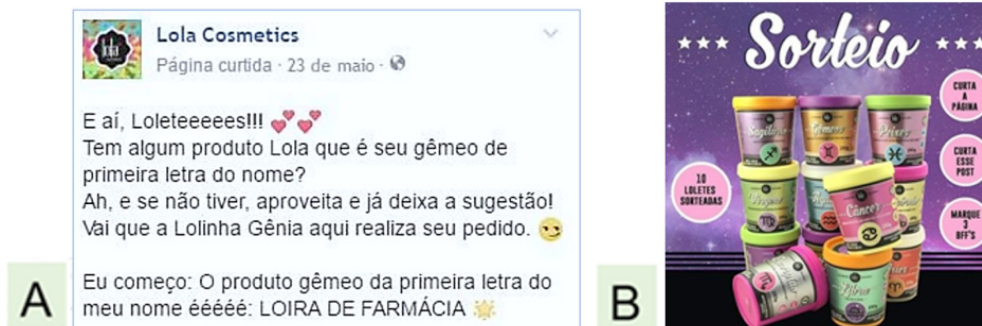 lola
Lola Cosmetics
Página curtida · 23 de maio ·
E aí, Loleteeeees!!! 💕💕
Tem algum produto Lola que é seu gêmeo de
primeira letra do nome?
Ah, e se não tiver, aproveita e já deixa a sugestão!
Vai que a Lolinha Gênia aqui realiza seu pedido. 😏
Eu começo: O produto gêmeo da primeira letra do
meu nome ééééé: LOIRA DE FARMÁCIA 🌟
A
Sorteio
CURTA
A
PÁGINA
CURTA
ESSE
POST
MARQUE
3
BFF'S
10
LOLETES
SORTEADAS
Sagitário
Gêmeos
Peixes
Virgem
Câncer
Libra
B